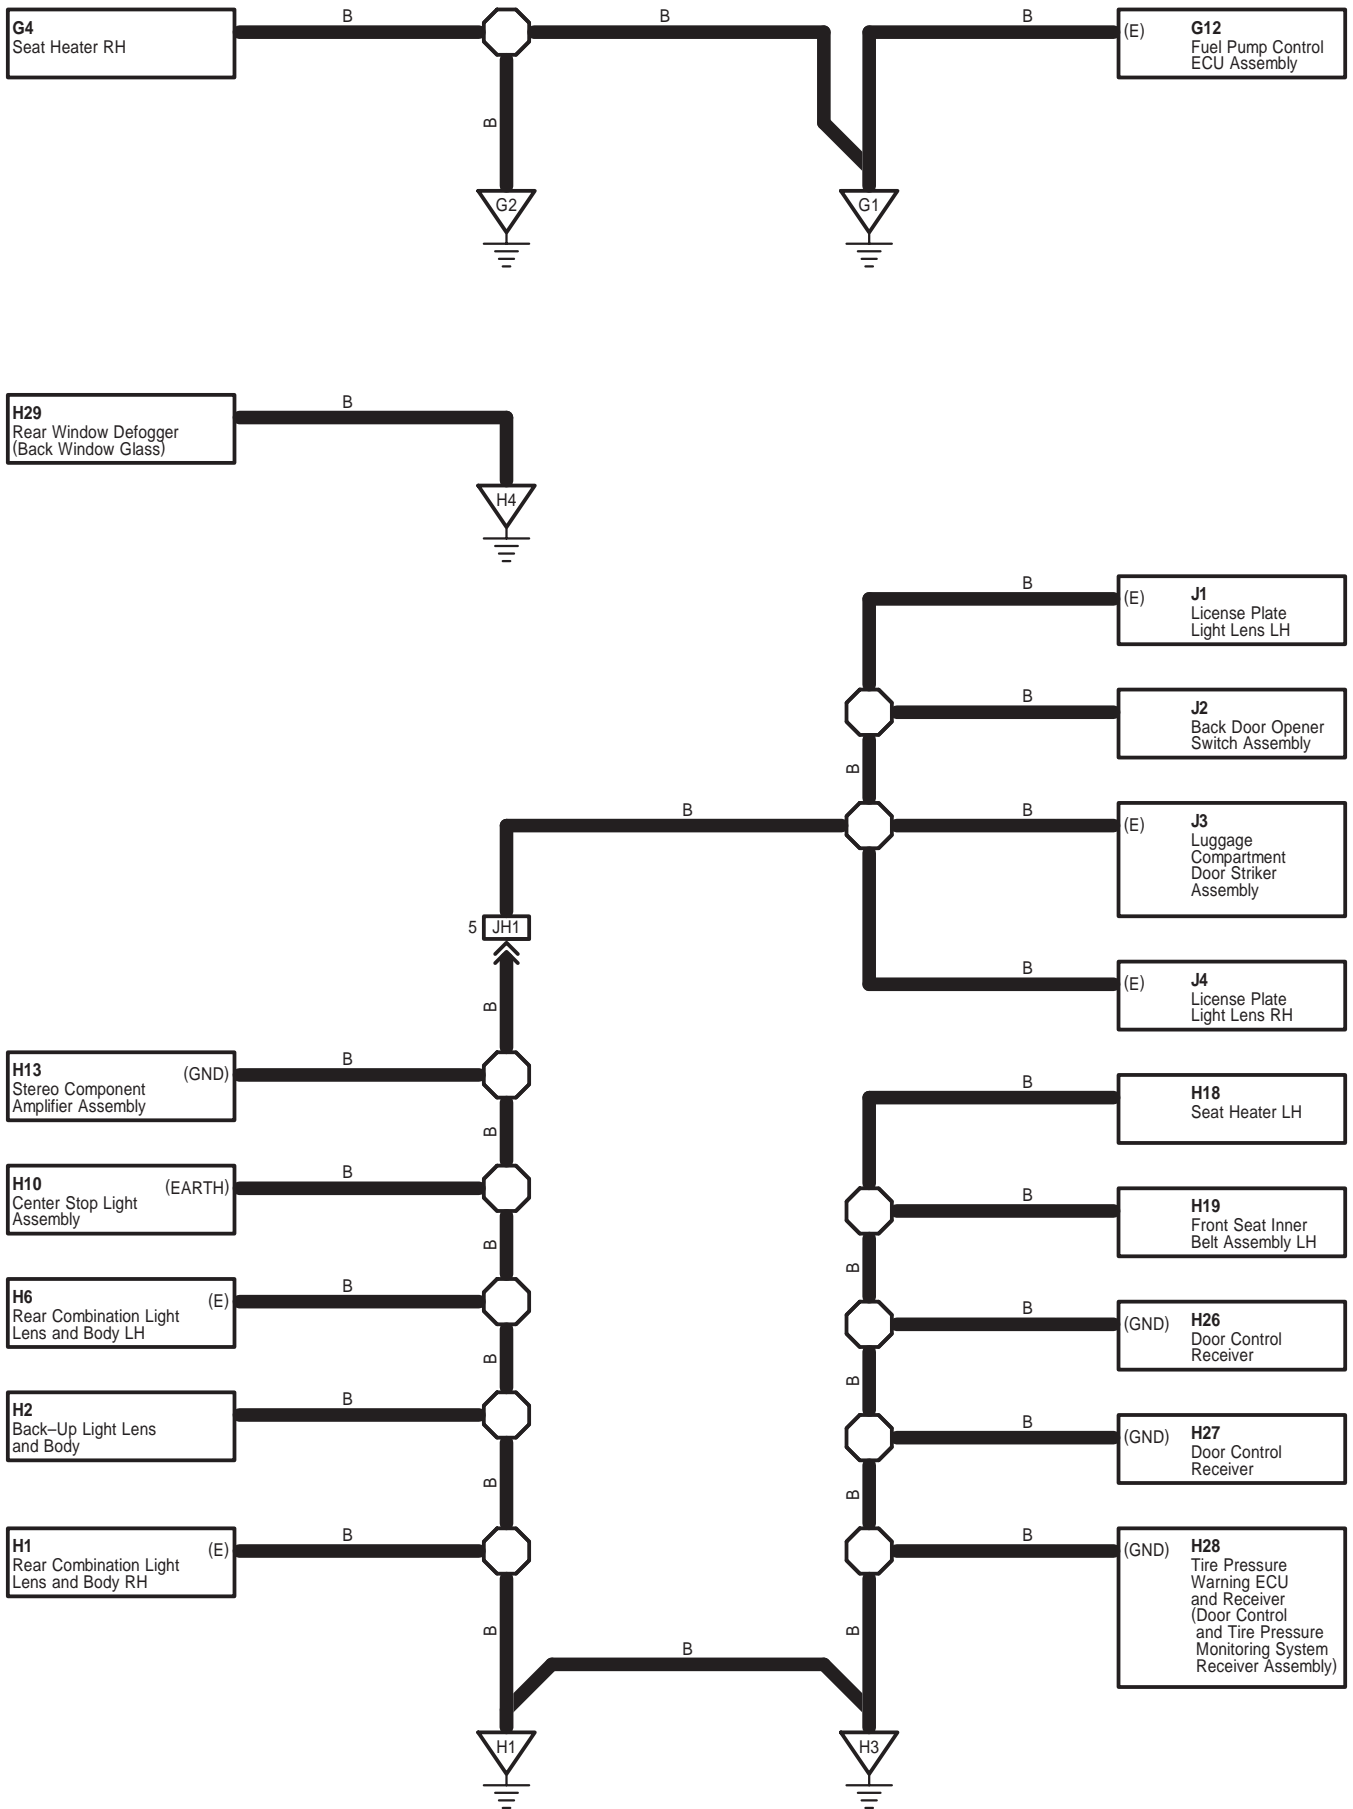 G4
Seat Heater RH
B
B
B
(E)
G12
Fuel Pump Control
ECU Assembly
B
G2
G1
H29
Rear Window Defogger
(Back Window Glass)
B
H4
B
(E)
J1
License Plate
Light Lens LH
B
J2
Back Door Opener
Switch Assembly
B
B
B
(E)
J3
Luggage
Compartment
Door Striker
Assembly
5
JH1
B
(E)
J4
License Plate
Light Lens RH
B
H13
(GND)
Stereo Component
Amplifier Assembly
B
B
H10
(EARTH)
Center Stop Light
Assembly
B
B
H6
(E)
Rear Combination Light
Lens and Body LH
B
B
H2
Back–Up Light Lens
and Body
B
B
H1
(E)
Rear Combination Light
Lens and Body RH
B
B
B
H1
B
H18
Seat Heater LH
B
H19
Front Seat Inner
Belt Assembly LH
B
B
(GND)
H26
Door Control
Receiver
B
B
(GND)
H27
Door Control
Receiver
B
B
(GND)
H28
Tire Pressure
Warning ECU
and Receiver
(Door Control
and Tire Pressure
Monitoring System
Receiver Assembly)
B
H3